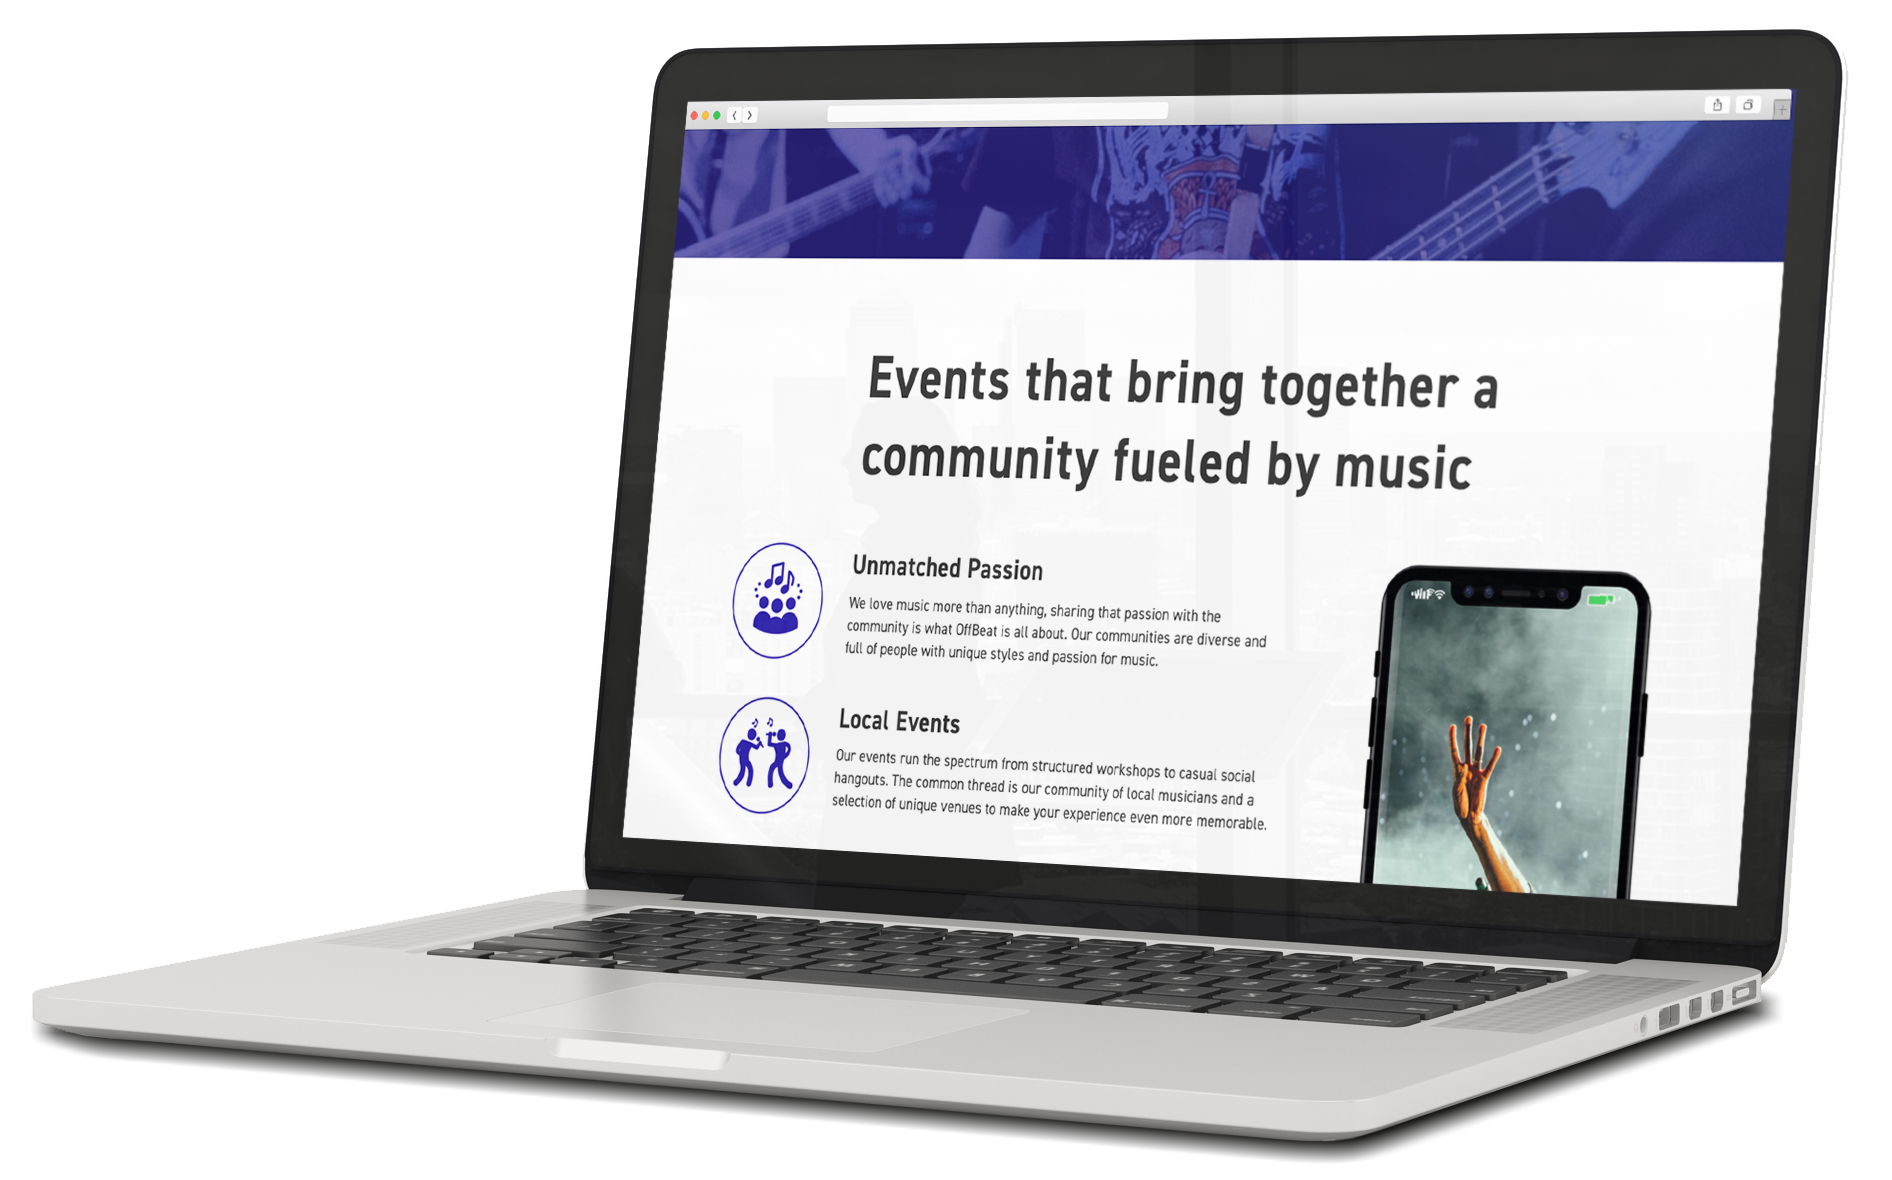 Events that bring together a
community fueled by music
Unmatched Passion
We love music more than anything, sharing that passion with the
community is what OffBeat is all about. Our communities are diverse and
full of people with unique styles and passion for music.
Local Events
Our events run the spectrum from structured workshops to casual social
hangouts. The common thread is our community of local musicians and a
selection of unique venues to make your experience even more memorable.